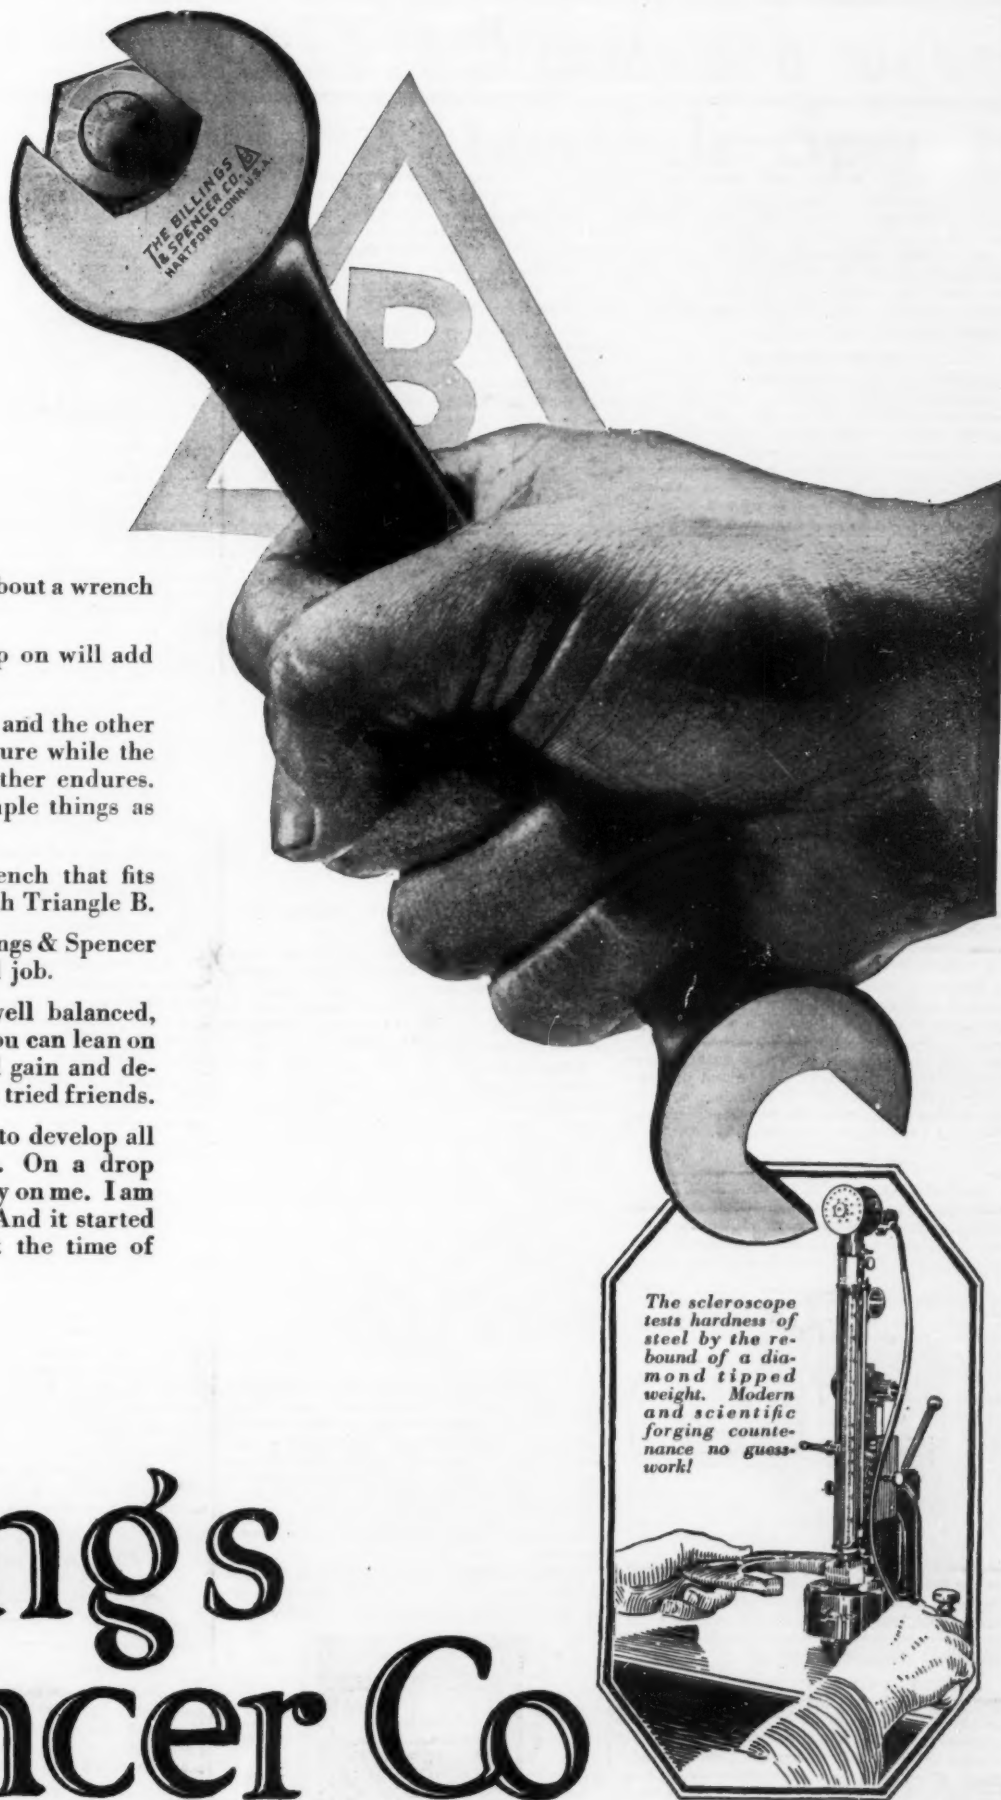 THE BILLINGS
& SPENCER CO.
HARTFORD CONN. U.S.A.
B
bout a wrench
p on will add
and the other
ure while the
ther endures.
ple things as
ench that fits
h Triangle B.
ngs & Spencer
job.
vell balanced,
ou can lean on
gain and de-
tried friends.
to develop all
. On a drop
y on me. I am
And it started
the time of
The scleroscope
tests hardness of
steel by the re-
bound of a dia-
mond tipped
weight. Modern
and scientific
forging counte-
nance no guess-
work!
ngs
ncer Co